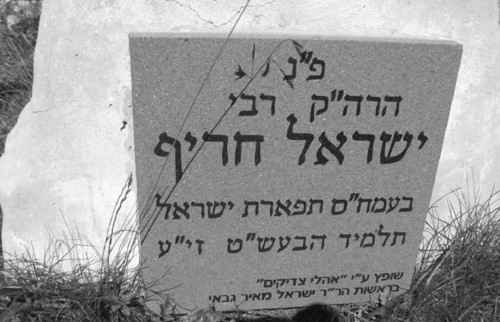 פ"נ
הרה"ק רבי
ישראל חריף
בעמח"ס תפארת ישראל
תלמיד הבעש"ט זי"ע
שופץ ע"י "אהלי צדיקים"
בראשות הר"ר ישראל מאיר גבאי